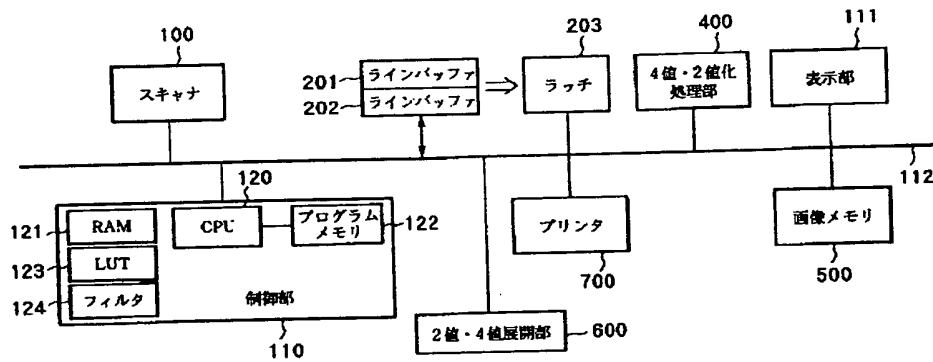 100
スキャナ
201
ラインバッファ
202
ラインバッファ
203
ラッチ
400
4値・2値化
処理部
111
表示部
112
120
121
RAM
CPU
プログラム
メモリ
122
123
LUT
124
フィルタ
制御部
110
プリンタ
700
画像メモリ
500
2値・4値展開部
600